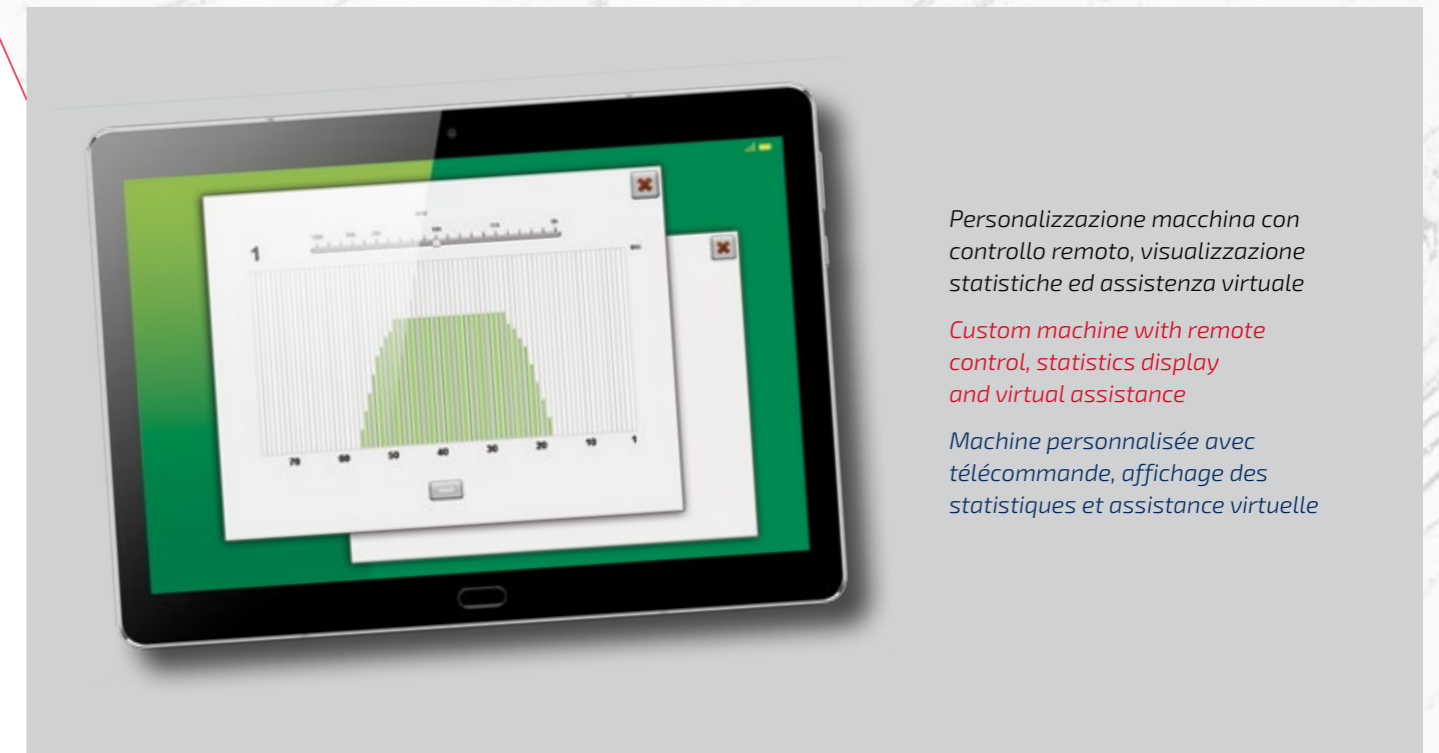 1
70 60 50 40 30 20 10 1
Personalizzazione macchina con
controllo remoto, visualizzazione
statistiche ed assistenza virtuale
Custom machine with remote
control, statistics display
and virtual assistance
Machine personnalisée avec
télécommande, affichage des
statistiques et assistance virtuelle